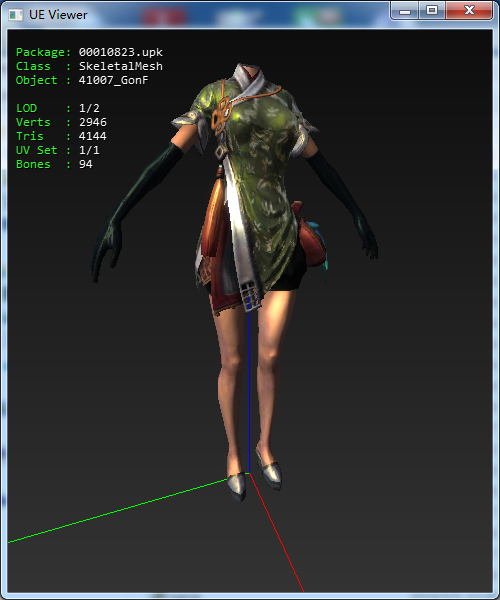 UE Viewer
Package: 00010823.upk
Class : SkeletalMesh
Object : 41007_GonF
LOD : 1/2
Verts : 2946
Tris : 4144
UV Set : 1/1
Bones : 94